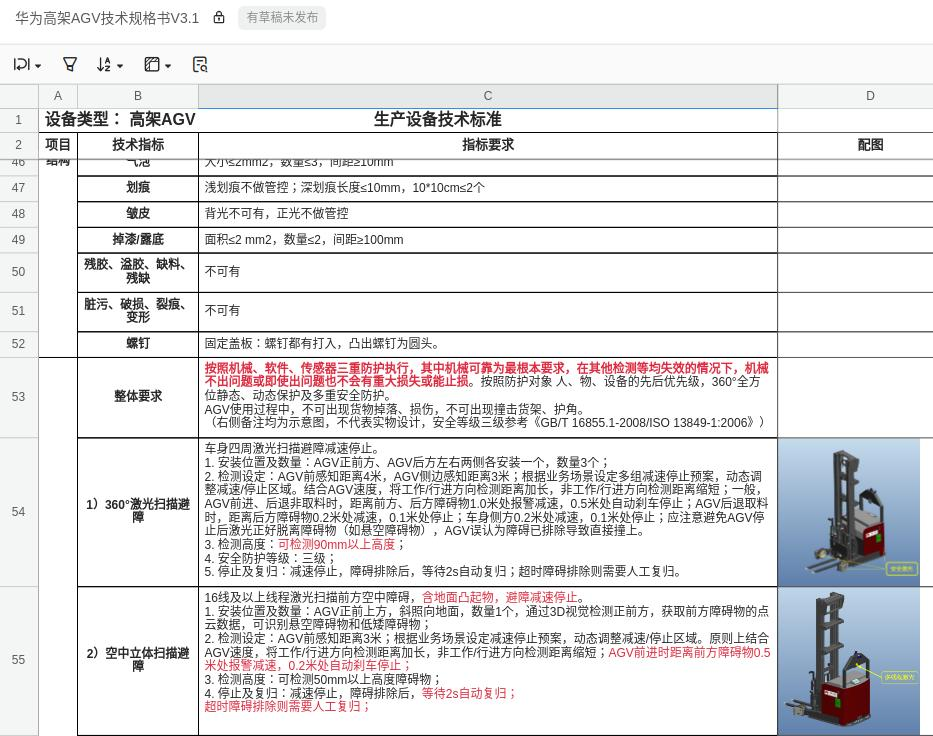 华为高架AGV技术规格书V3.1 有草稿未发布
A B C D
1 设备类型： 高架AGV 生产设备技术标准
2 项目 技术指标 指标要求 配图
46 结构 气泡 大小≤2mm2，数量≤3，间距≥10mm
47 划痕 浅划痕不做管控；深划痕长度≤10mm，10*10cm≤2个
48 皱皮 背光不可有，正光不做管控
49 掉漆/露底 面积≤2 mm2，数量≤2，间距≥100mm
50 残胶、溢胶、缺料、
残缺 不可有
51 脏污、破损、裂痕、
变形 不可有
52 螺钉 固定盖板：螺钉都有打入，凸出螺钉为圆头。
53 整体要求
按照机械、软件、传感器三重防护执行，其中机械可靠为最根本要求，在其他检测等均失效的情况下，机械
不出问题或即使出问题也不会有重大损失或能止损。按照防护对象 人、物、设备的先后优先级，360°全方
位静态、动态保护及多重安全防护。
AGV使用过程中，不可出现货物掉落、损伤，不可出现撞击货架、护角。
（右侧备注均为示意图，不代表实物设计，安全等级三级参考《GB/T 16855.1-2008/ISO 13849-1:2006》）
54 1）360°激光扫描避
障
车身四周激光扫描避障减速停止。
1. 安装位置及数量：AGV正前方、AGV后方左右两侧各安装一个，数量3个；
2. 检测设定：AGV前感知距离4米，AGV侧边感知距离3米；根据业务场景设定多组减速停止预案，动态调
整减速/停止区域。结合AGV速度，将工作/行进方向检测距离加长，非工作/行进方向检测距离缩短；一般，
AGV前进、后退非取料时，距离前方、后方障碍物1.0米处减速，0.5米处自动刹车停止；AGV后退取料
时，距离后方障碍物0.2米处减速，0.1米处停止；车身侧方0.2米处减速，0.1米处停止；应注意避免AGV停
止后激光正好脱离障碍物（如悬空障碍物），AGV误认为障碍已排除导致直接撞上。
3. 检测高度：可检测90mm以上高度；
4. 安全防护等级：三级；
5. 停止及复归：减速停止，障碍排除后，等待2s自动复归；超时障碍排除则需要人工复归。
安全激光
55 2）空中立体扫描避
障
16线及以上线程激光扫描前方空中障碍，含地面凸起物，避障减速停止。
1. 安装位置及数量：AGV正前上方，斜照向地面，数量1个，通过3D视觉检测正前方，获取前方障碍物的点
云数据，可识别悬空障碍物和低矮障碍物；
2. 检测设定：AGV前感知距离3米；根据业务场景设定减速停止预案，动态调整减速/停止区域。原则上结合
AGV速度，将工作/行进方向检测距离加长，非工作/行进方向检测距离缩短；AGV前进时距离前方障碍物0.5
米处报警减速，0.2米处自动刹车停止；
3. 检测高度：可检测50mm以上高度障碍物；
4. 停止及复归：减速停止，障碍排除后，等待2s自动复归；
超时障碍排除则需要人工复归；
多线激光